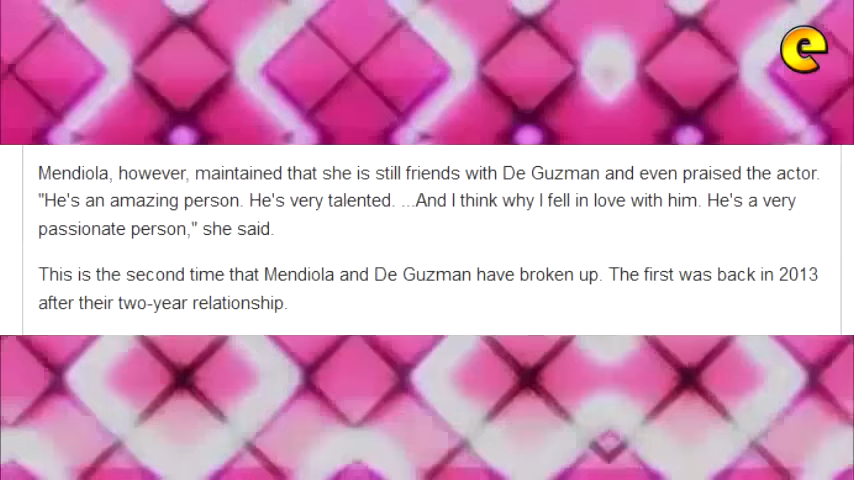 e
Mendiola, however, maintained that she is still friends with De Guzman and even praised the actor.
"He's an amazing person. He's very talented. ...And I think why I fell in love with him. He's a very
passionate person," she said.
This is the second time that Mendiola and De Guzman have broken up. The first was back in 2013
after their two-year relationship.